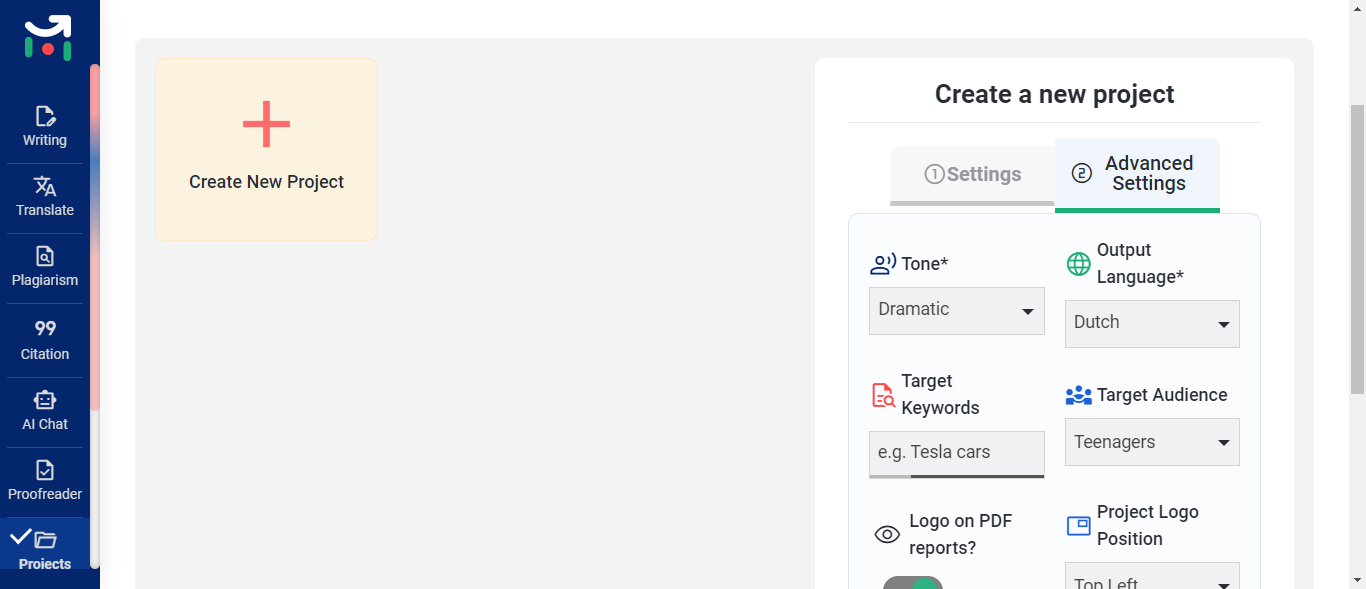 Writing
Translate
Plagiarism
99
Citation
AI Chat
Proofreader
Projects
Create New Project
Create a new project
1 Settings
2 Advanced
Settings
Tone*
Dramatic
Output
Language*
Dutch
Target
Keywords
e.g. Tesla cars
Target Audience
Teenagers
Logo on PDF
reports?
Project Logo
Position
Top Left